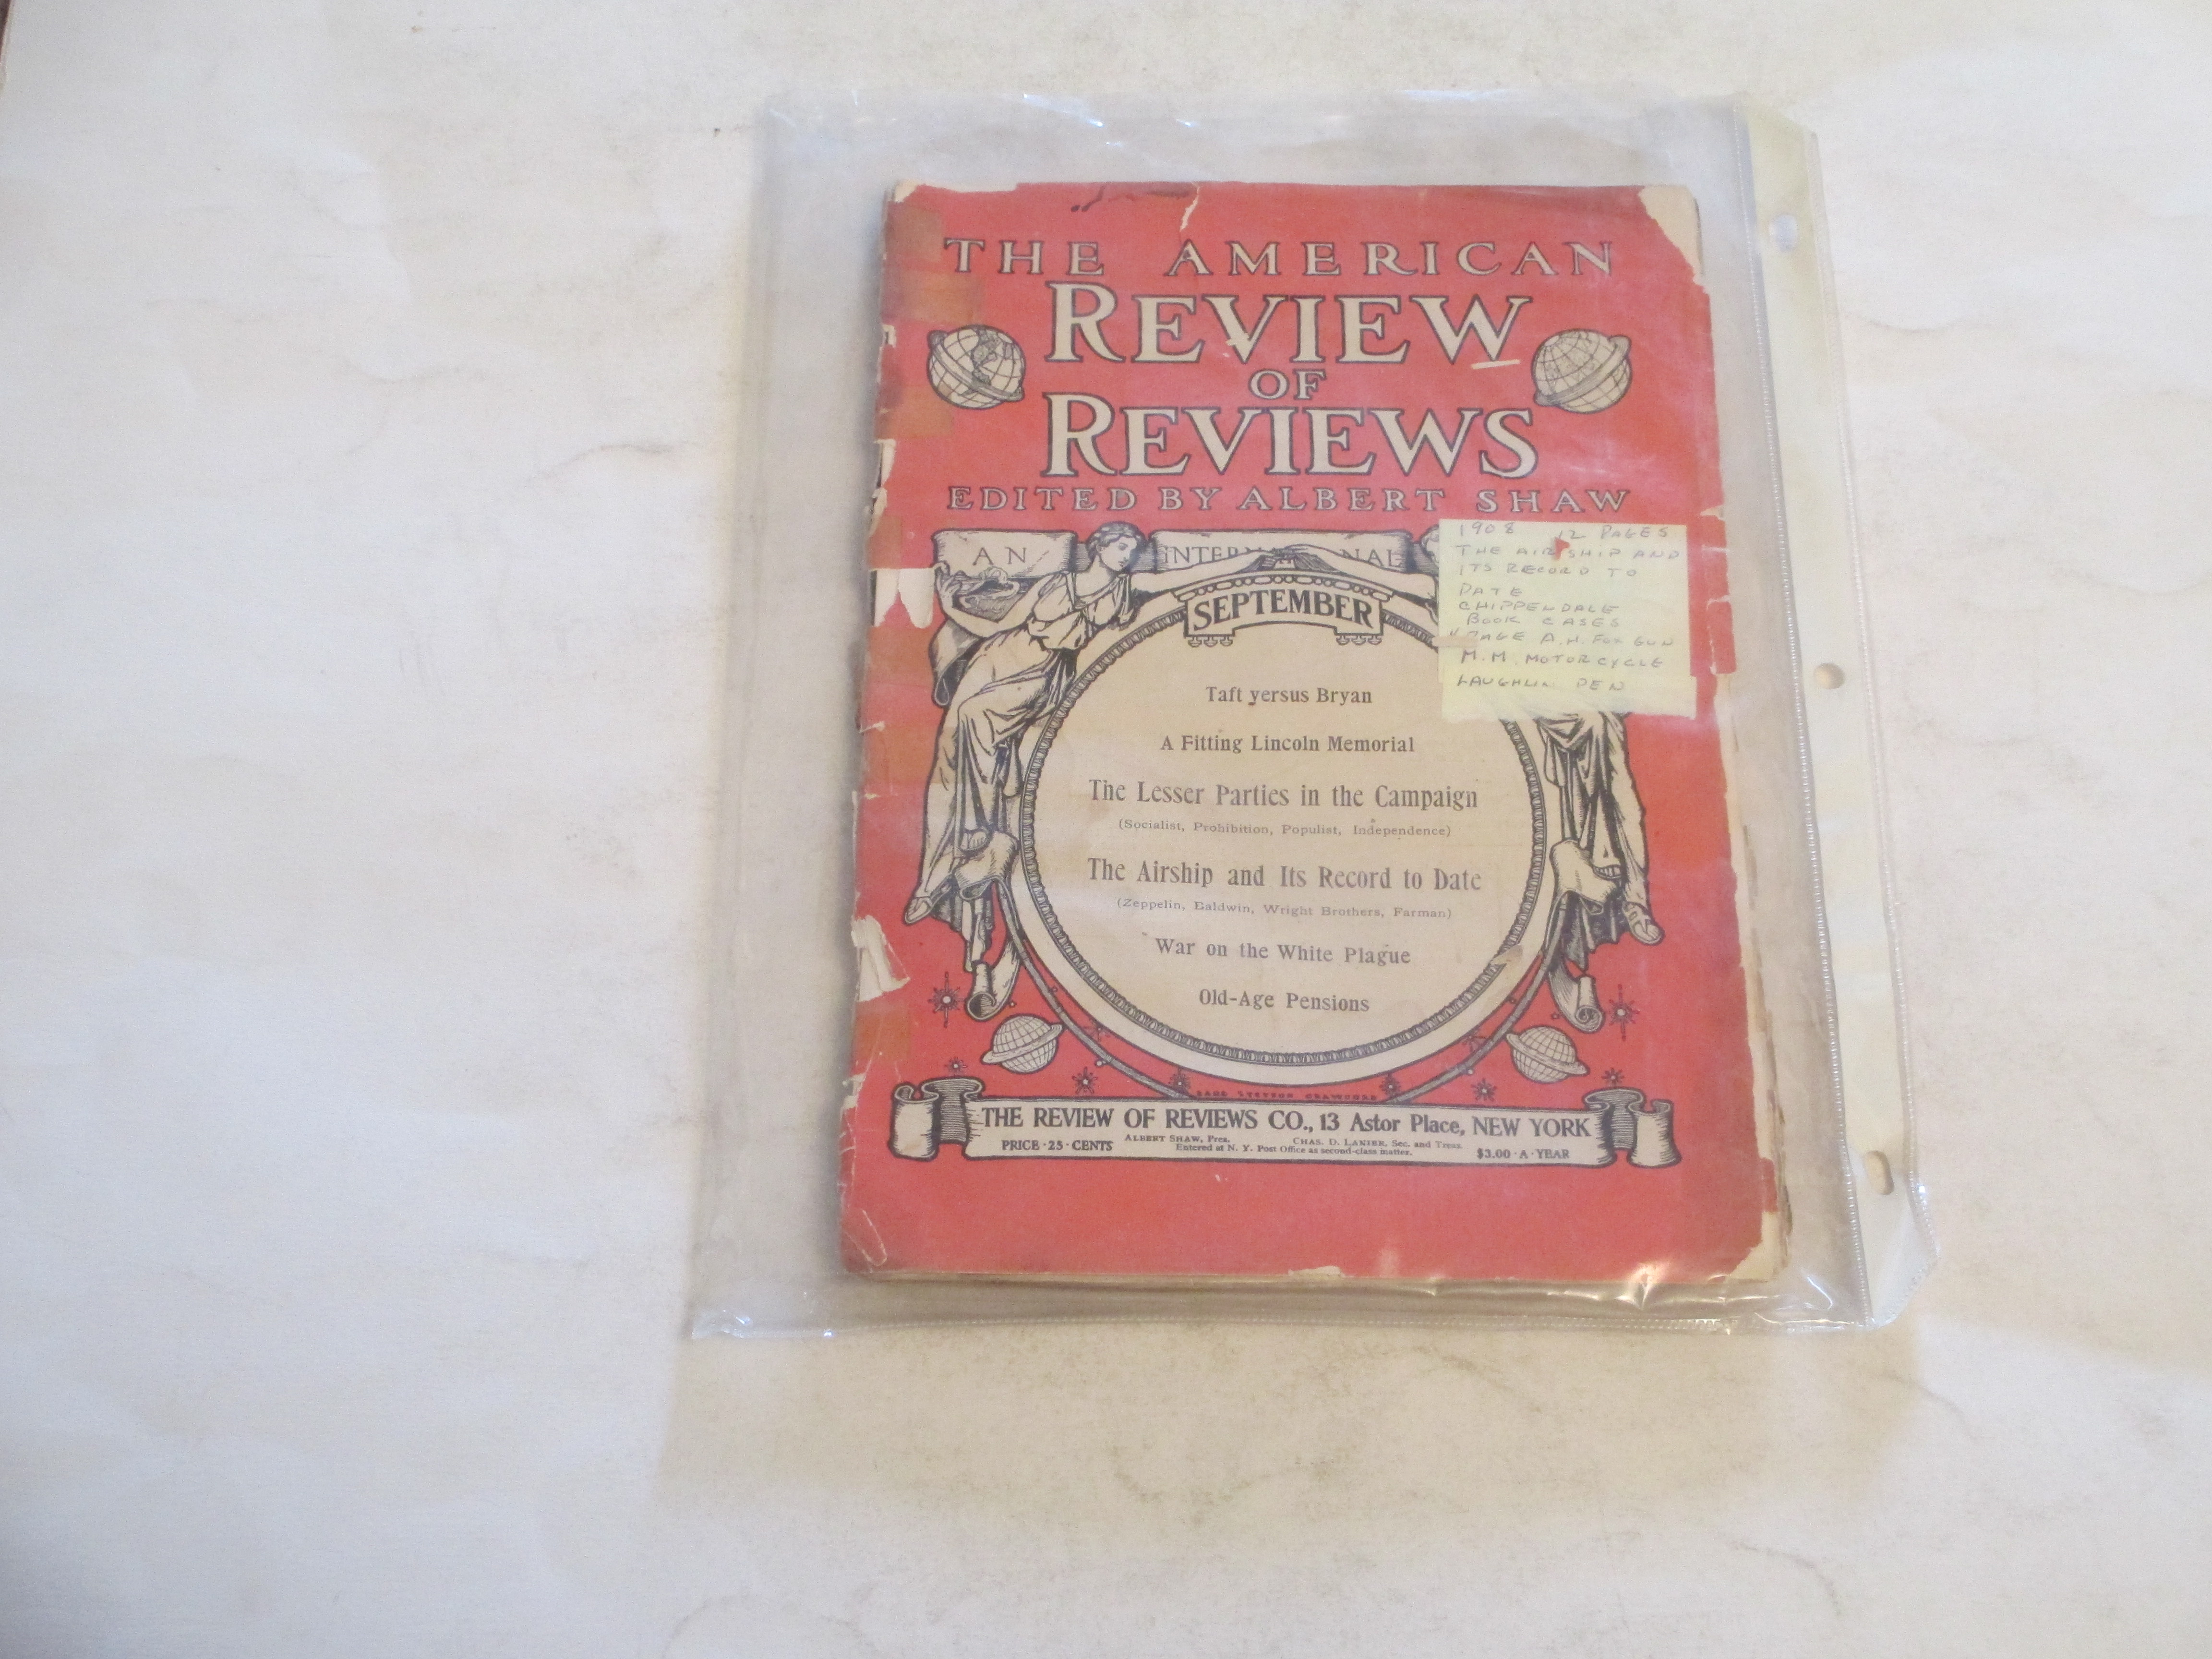 THE AMERICAN
REVIEW
OF
REVIEWS
EDITED BY ALBERT SHAW
AN INTERNATIONAL
SEPTEMBER
1908 12 PAGES
THE AIRSHIP AND
ITS RECORD TO
DATE
CHIPPENDALE
BOOK CASES
PAGE A.H. FOX GUN
M.M. MOTORCYCLE
LAUGHLIN PEN
Taft versus Bryan
A Fitting Lincoln Memorial
The Lesser Parties in the Campaign
(Socialist, Prohibition, Populist, Independence)
The Airship and Its Record to Date
(Zeppelin, Baldwin, Wright Brothers, Farman)
War on the White Plague
Old-Age Pensions
THE REVIEW OF REVIEWS CO., 13 Astor Place, NEW YORK
PRICE · 25 · CENTS ALBERT SHAW, Pres. CHAS. D. LANIER, Sec. and Treas.
Entered at N. Y. Post Office as second-class matter. $3.00 · A · YEAR